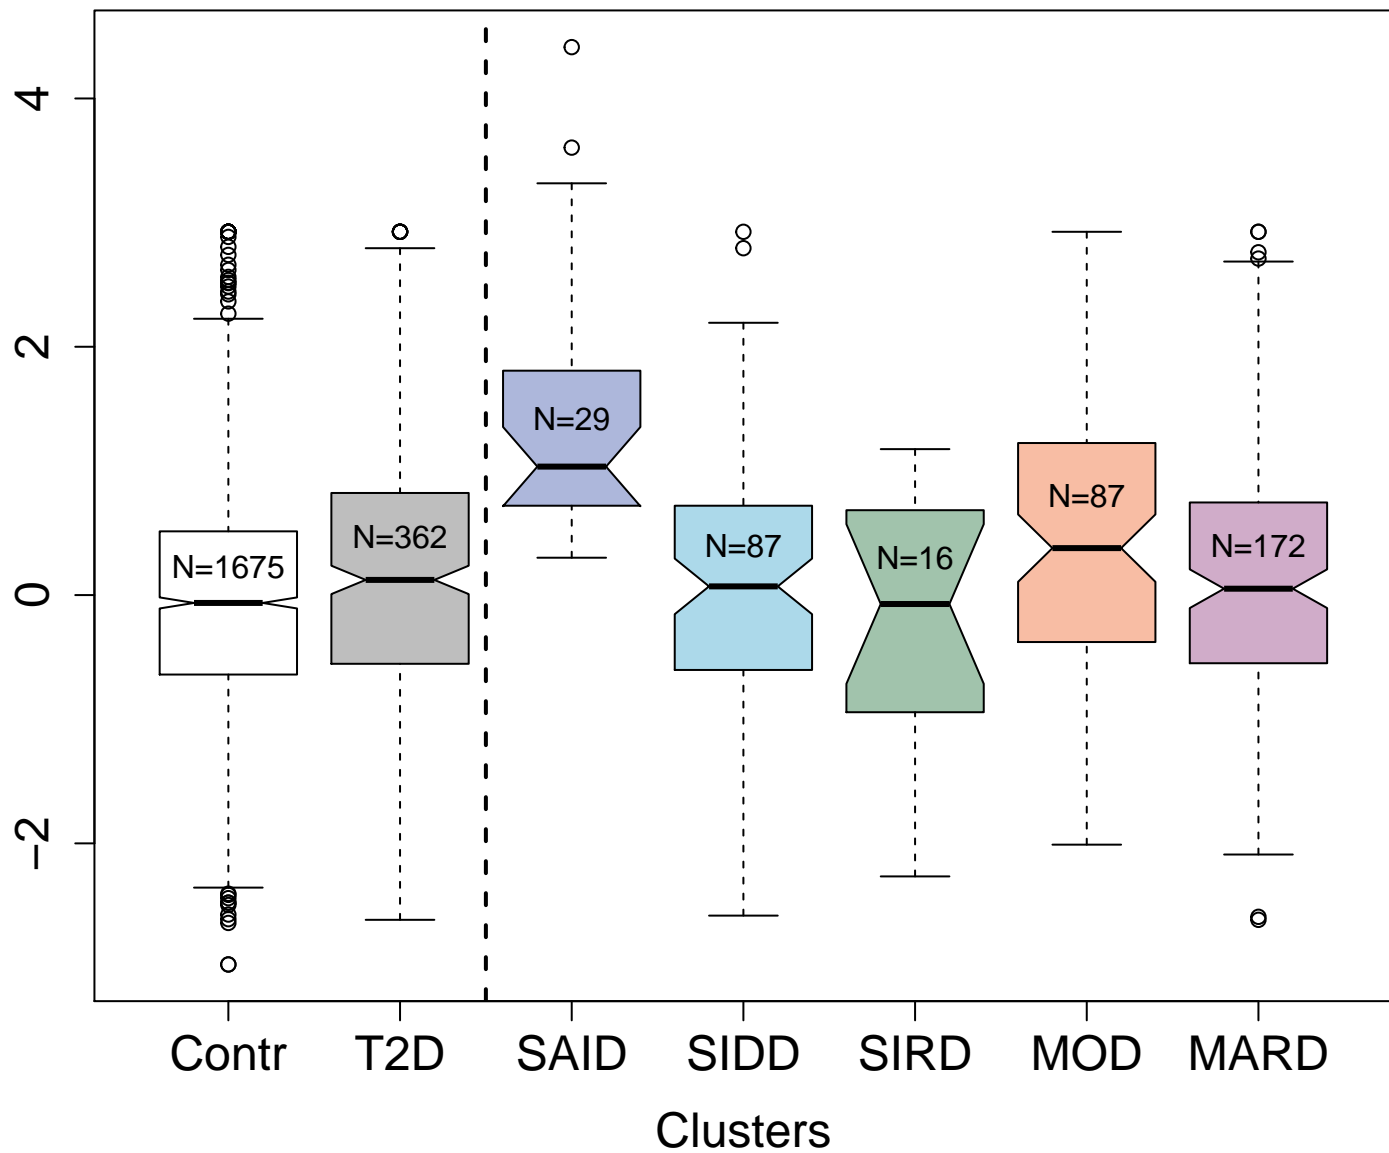 4
2
0
−2
N=1675
N=362
N=29
N=87
N=16
N=87
N=172
Contr T2D SAID SIDD SIRD MOD MARD
Clusters